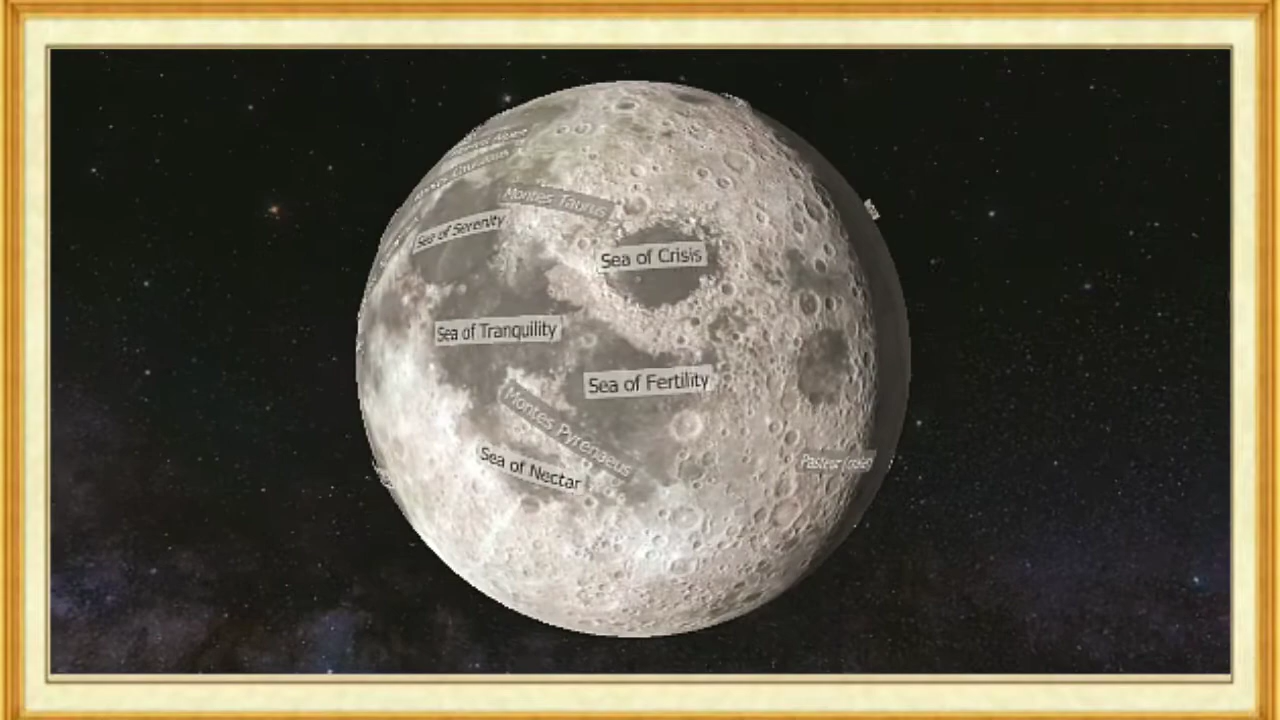 Montes Taurus
Sea of Serenity
Sea of Crisis
Sea of Tranquility
Sea of Fertility
Montes Pyrenaeus
Sea of Nectar
Pasteur